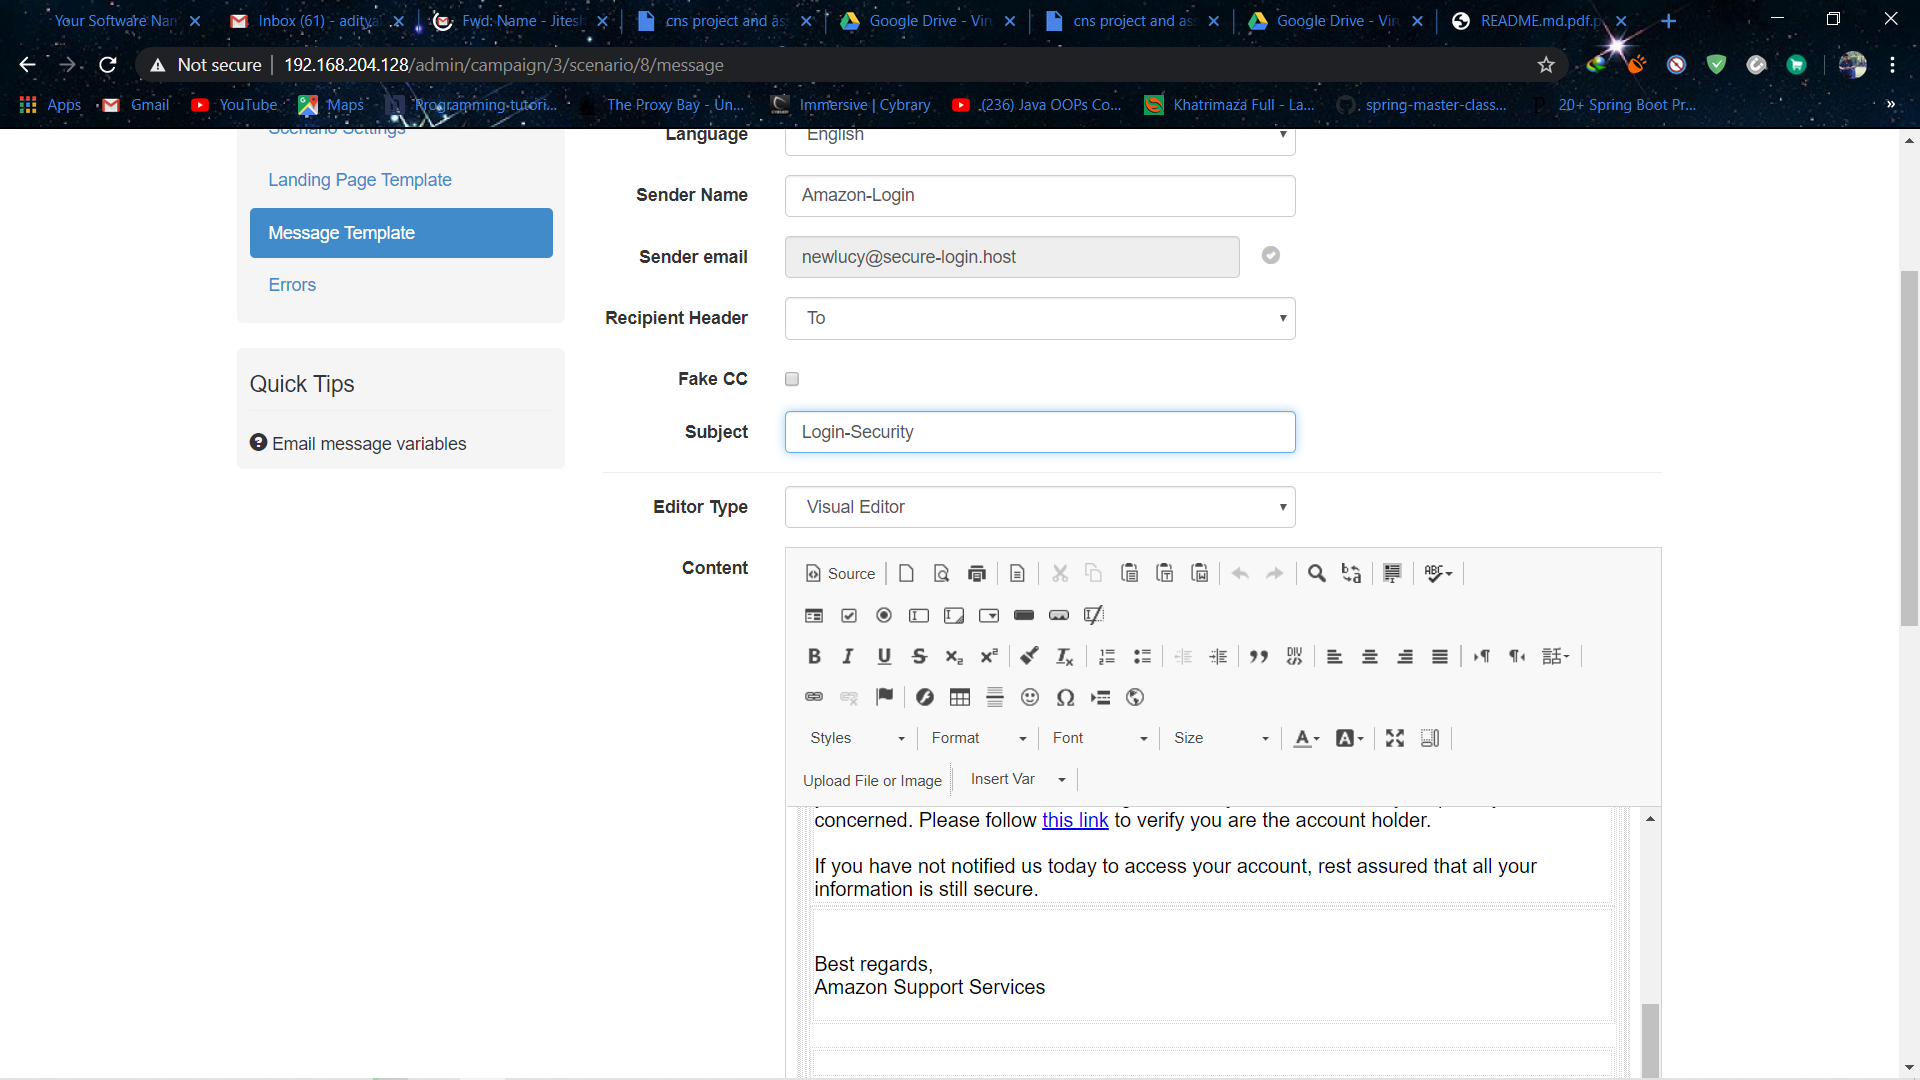 Your Software Nan
Inbox (61) - aditya
Fwd: Name - Jitesh
cns project and as
Google Drive - Viru
cns project and as
Google Drive - Viru
README.md.pdf.p
Not secure
192.168.204.128/admin/campaign/3/scenario/8/message
Apps
Gmail
YouTube
Maps
Programming-tutori...
The Proxy Bay - Un...
Immersive | Cybrary
(236) Java OOPs Co...
Khatrimaza Full - La...
spring-master-class...
20+ Spring Boot Pr...
»
Scenario Settings
Landing Page Template
Message Template
Errors
Quick Tips
Email message variables
Language
English
Sender Name
Amazon-Login
Sender email
newlucy@secure-login.host
Recipient Header
To
Fake CC
Subject
Login-Security
Editor Type
Visual Editor
Content
Source
Styles
Format
Font
Size
Upload File or Image
Insert Var
concerned. Please follow this link to verify you are the account holder.
If you have not notified us today to access your account, rest assured that all your
information is still secure.
Best regards,
Amazon Support Services